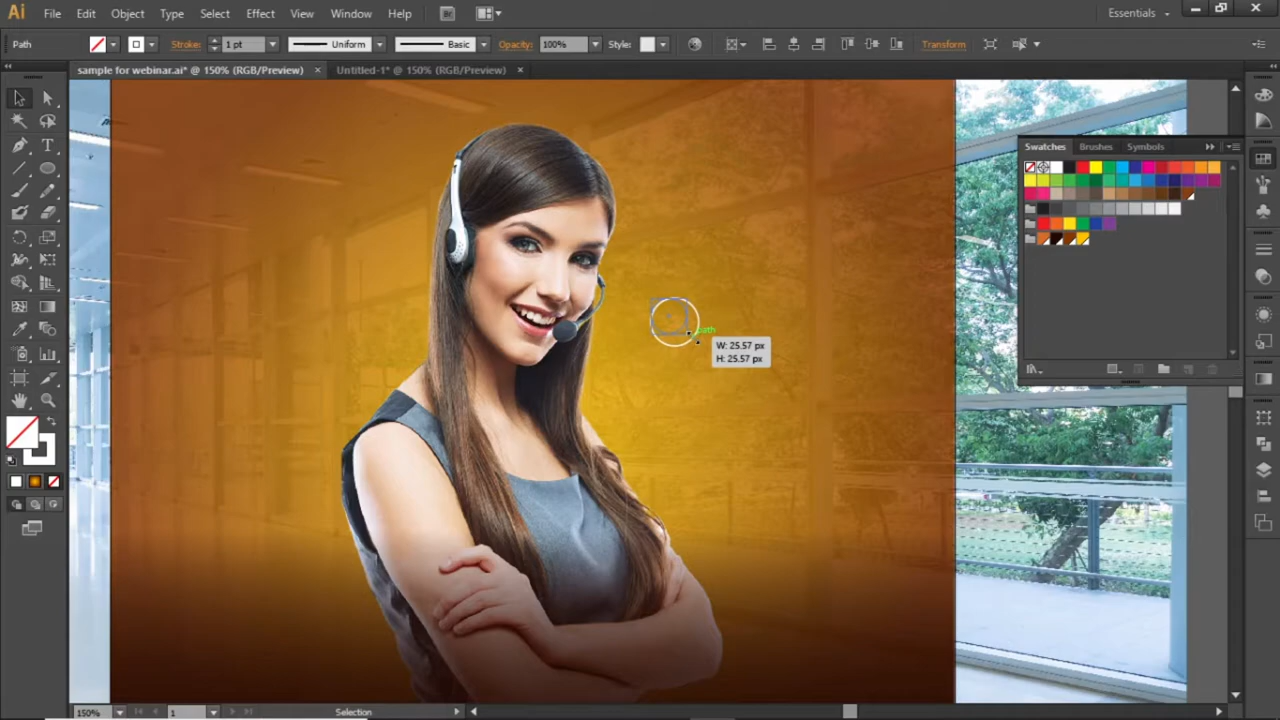 Ai File Edit Object Type Select Effect View Window Help Br Essentials
Path Stroke: 1 pt Uniform Basic Opacity: 100% Style: Transform
sample for webinar.ai* @ 150% (RGB/Preview) × Untitled-1* @ 150% (RGB/Preview) ×
Swatches Brushes Symbols
path
W: 25.57 px
H: 25.57 px
150% 1 Selection